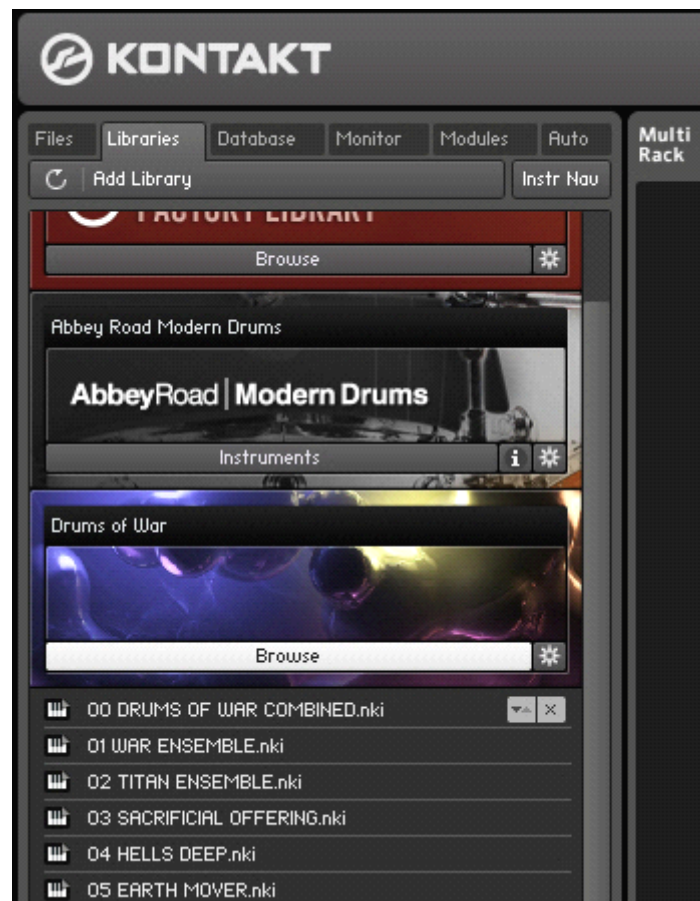 KONTAKT
Files Libraries Database Monitor Modules Auto
Multi Rack
Add Library Instr Nav
FACTORY LIBRARY
Browse
Abbey Road Modern Drums
AbbeyRoad | Modern Drums
Instruments i
Drums of War
Browse
00 DRUMS OF WAR COMBINED.nki
01 WAR ENSEMBLE.nki
02 TITAN ENSEMBLE.nki
03 SACRIFICIAL OFFERING.nki
04 HELLS DEEP.nki
05 EARTH MOVER.nki